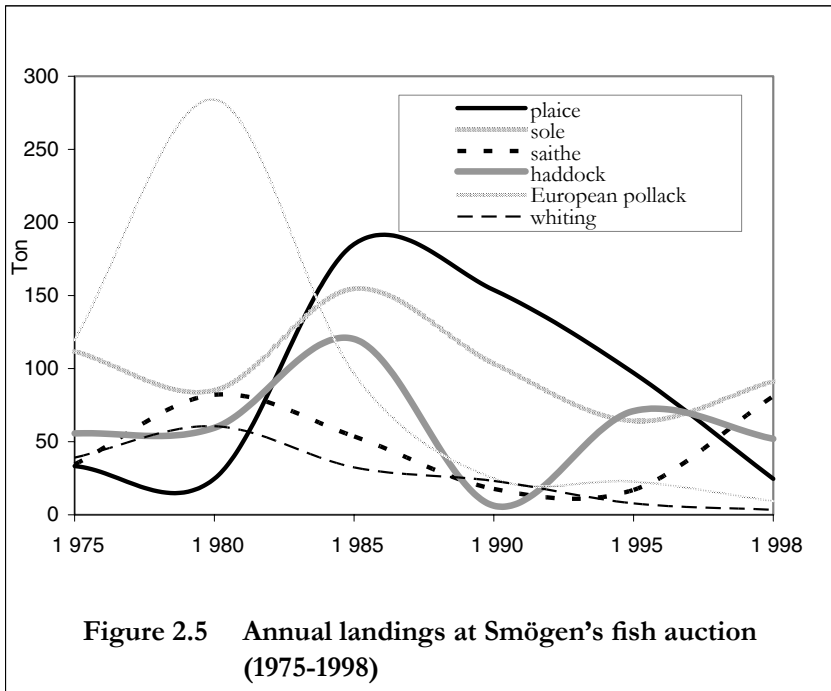 300
250
200
150
100
50
0
Ton
plaice
sole
saithe
haddock
European pollack
whiting
1 975 1 980 1 985 1 990 1 995 1 998
Figure 2.5 Annual landings at Smögen’s fish auction
(1975-1998)